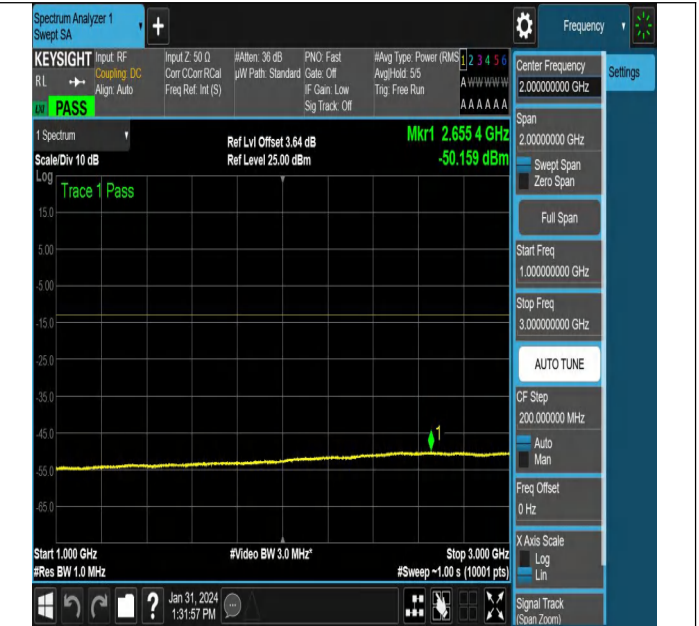 Spectrum Analyzer 1
Swept SA
+
Frequency
KEYSIGHT
RL
PASS
Input: RF
Coupling: DC
Align: Auto
Input Z: 50 Ω
Corr CCorr RCal
Freq Ref: Int (S)
#Atten: 36 dB
µW Path: Standard
PNO: Fast
Gate: Off
IF Gain: Low
Sig Track: Off
#Avg Type: Power (RMS
Avg|Hold: 5/5
Trig: Free Run
1 2 3 4 5 6
A W W W W W
A A A A A A
Center Frequency
2.000000000 GHz
Settings
Span
2.00000000 GHz
Swept Span
Zero Span
Full Span
Start Freq
1.000000000 GHz
Stop Freq
3.000000000 GHz
AUTO TUNE
CF Step
200.000000 MHz
Auto
Man
Freq Offset
0 Hz
X Axis Scale
Log
Lin
Signal Track
(Span Zoom)
1 Spectrum
Scale/Div 10 dB
Ref Lvl Offset 3.64 dB
Ref Level 25.00 dBm
Mkr1 2.655 4 GHz
-50.159 dBm
Log
Trace 1 Pass
15.0
5.00
-5.00
-15.0
-25.0
-35.0
-45.0
1
-55.0
-65.0
Start 1.000 GHz
#Video BW 3.0 MHz*
Stop 3.000 GHz
#Res BW 1.0 MHz
#Sweep ~1.00 s (10001 pts)
?
Jan 31, 2024
1:31:57 PM